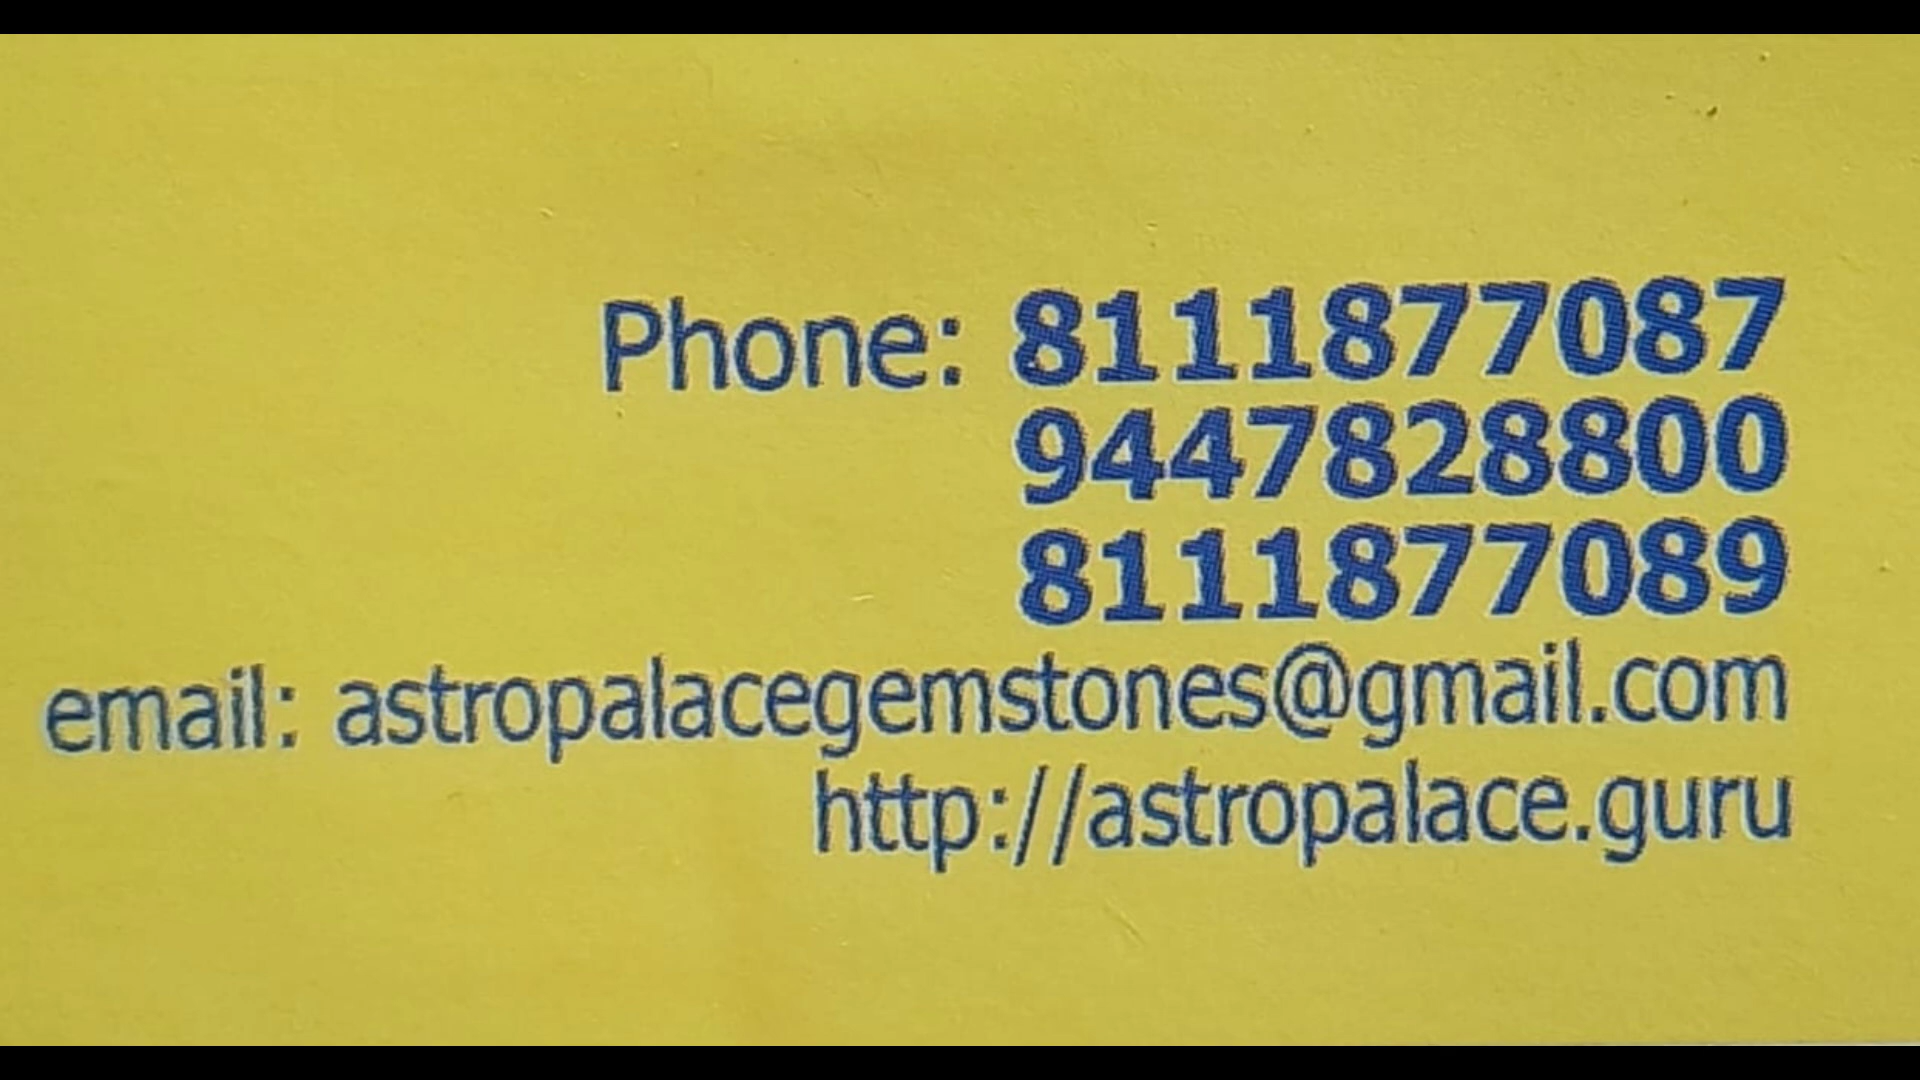 Phone: 8111877087
9447828800
8111877089
email: astropalacegemstones@gmail.com
http://astropalace.guru